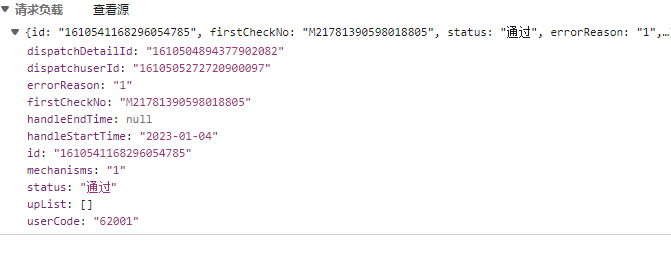 请求负载 查看源
{id: "1610541168296054785", firstCheckNo: "M21781390598018805", status: "通过", errorReason: "1",…
dispatchDetailId: "1610504894377902082"
dispatchuserId: "1610505272720900097"
errorReason: "1"
firstCheckNo: "M21781390598018805"
handleEndTime: null
handleStartTime: "2023-01-04"
id: "1610541168296054785"
mechanisms: "1"
status: "通过"
upList: []
userCode: "62001"